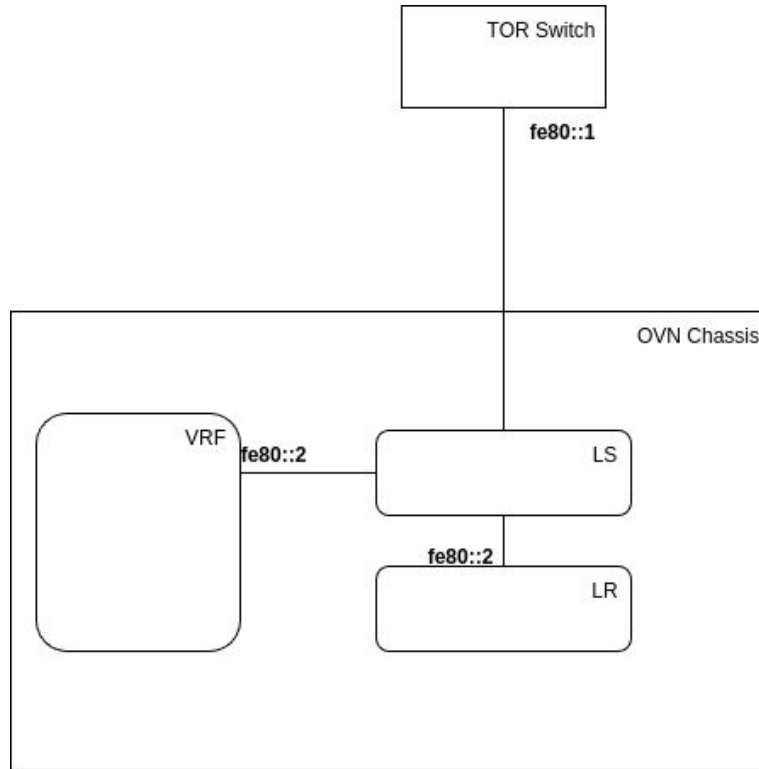 TOR Switch
fe80::1
OVN Chassis
VRF
fe80::2
LS
fe80::2
LR